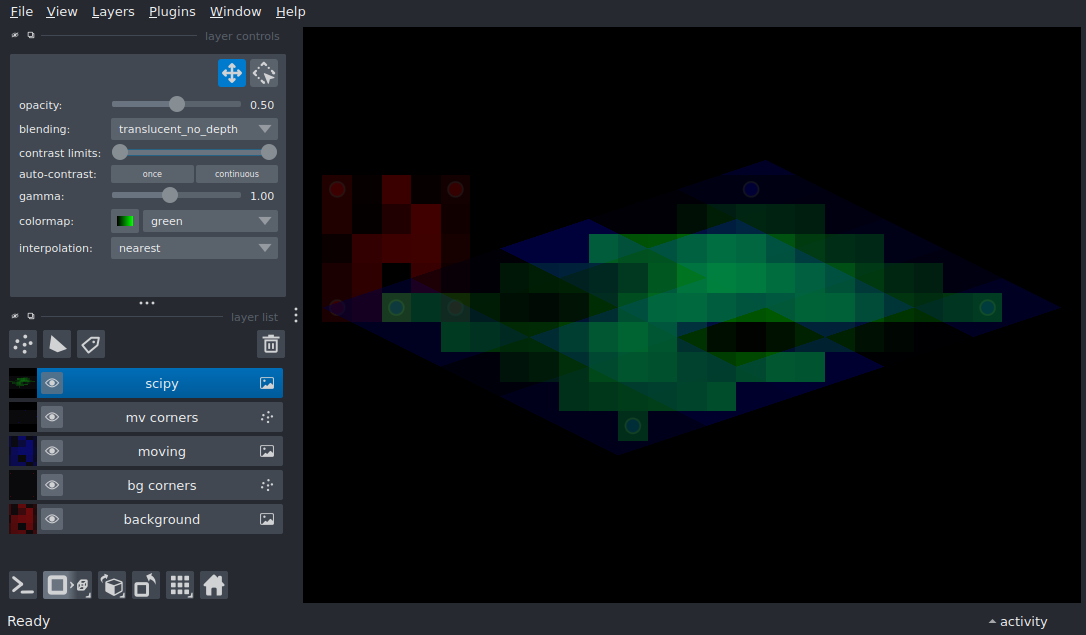 File View Layers Plugins Window Help
layer controls
opacity: 0.50
blending: translucent_no_depth
contrast limits:
auto-contrast: once continuous
gamma: 1.00
colormap: green
interpolation: nearest
layer list
scipy
mv corners
moving
bg corners
background
Ready activity